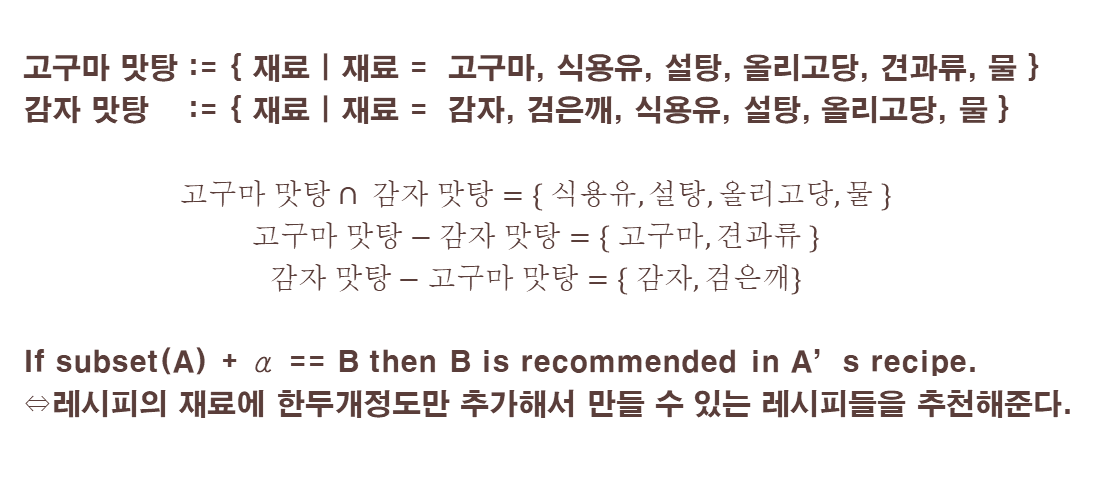 고구마 맛탕 := { 재료 | 재료 = 고구마, 식용유, 설탕, 올리고당, 견과류, 물 }
감자 맛탕 := { 재료 | 재료 = 감자, 검은깨, 식용유, 설탕, 올리고당, 물 }
고구마 맛탕 ∩ 감자 맛탕 = { 식용유, 설탕, 올리고당, 물 }
고구마 맛탕 − 감자 맛탕 = { 고구마, 견과류 }
감자 맛탕 − 고구마 맛탕 = { 감자, 검은깨}
If subset(A) + α == B then B is recommended in A’s recipe.
⇔레시피의 재료에 한두개정도만 추가해서 만들 수 있는 레시피들을 추천해준다.